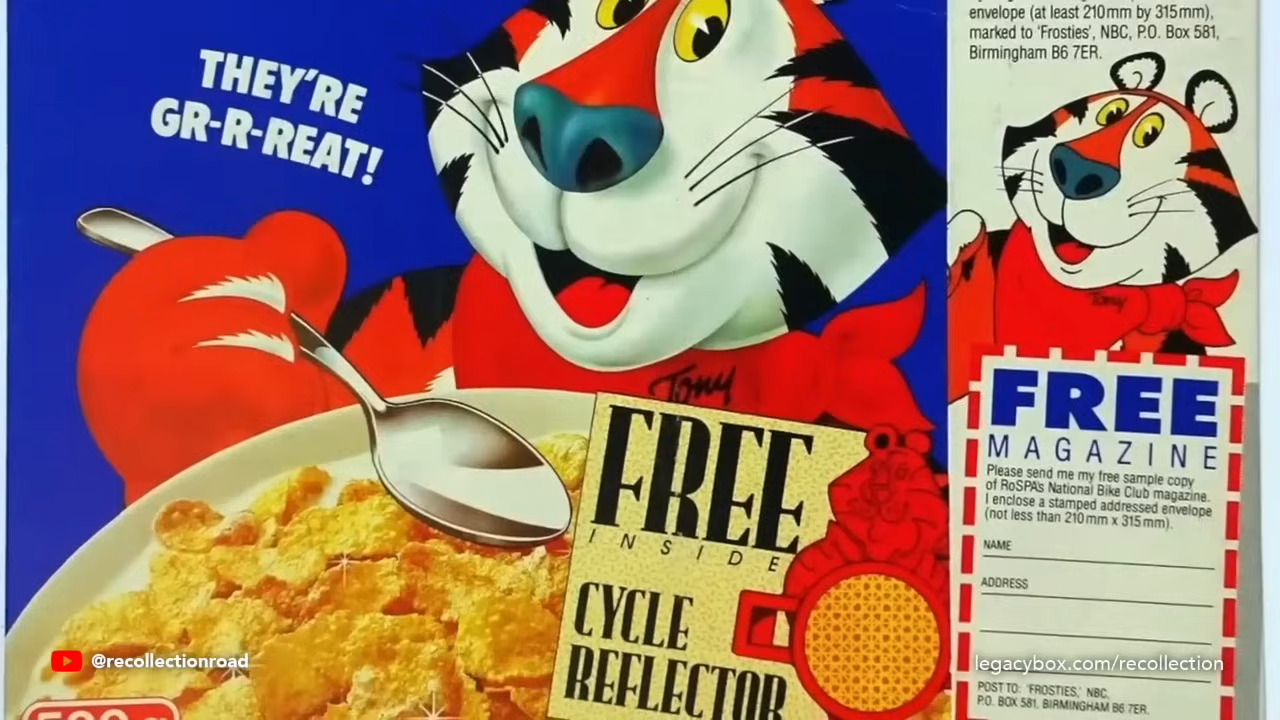 THEY'RE
GR-R-REAT!
Tony
FREE
INSIDE
CYCLE
REFLECTOR
500 g
@recollectionroad
envelope (at least 210mm by 315mm),
marked to 'Frosties', NBC, P.O. Box 581,
Birmingham B6 7ER.
Tony
FREE
MAGAZINE
Please send me my free sample copy
of RoSPA's National Bike Club magazine.
I enclose a stamped addressed envelope
(not less than 210mm x 315mm).
NAME
ADDRESS
legacybox.com/recollection
POST TO: 'FROSTIES,' NBC,
P.O. BOX 581, BIRMINGHAM B6 7ER.